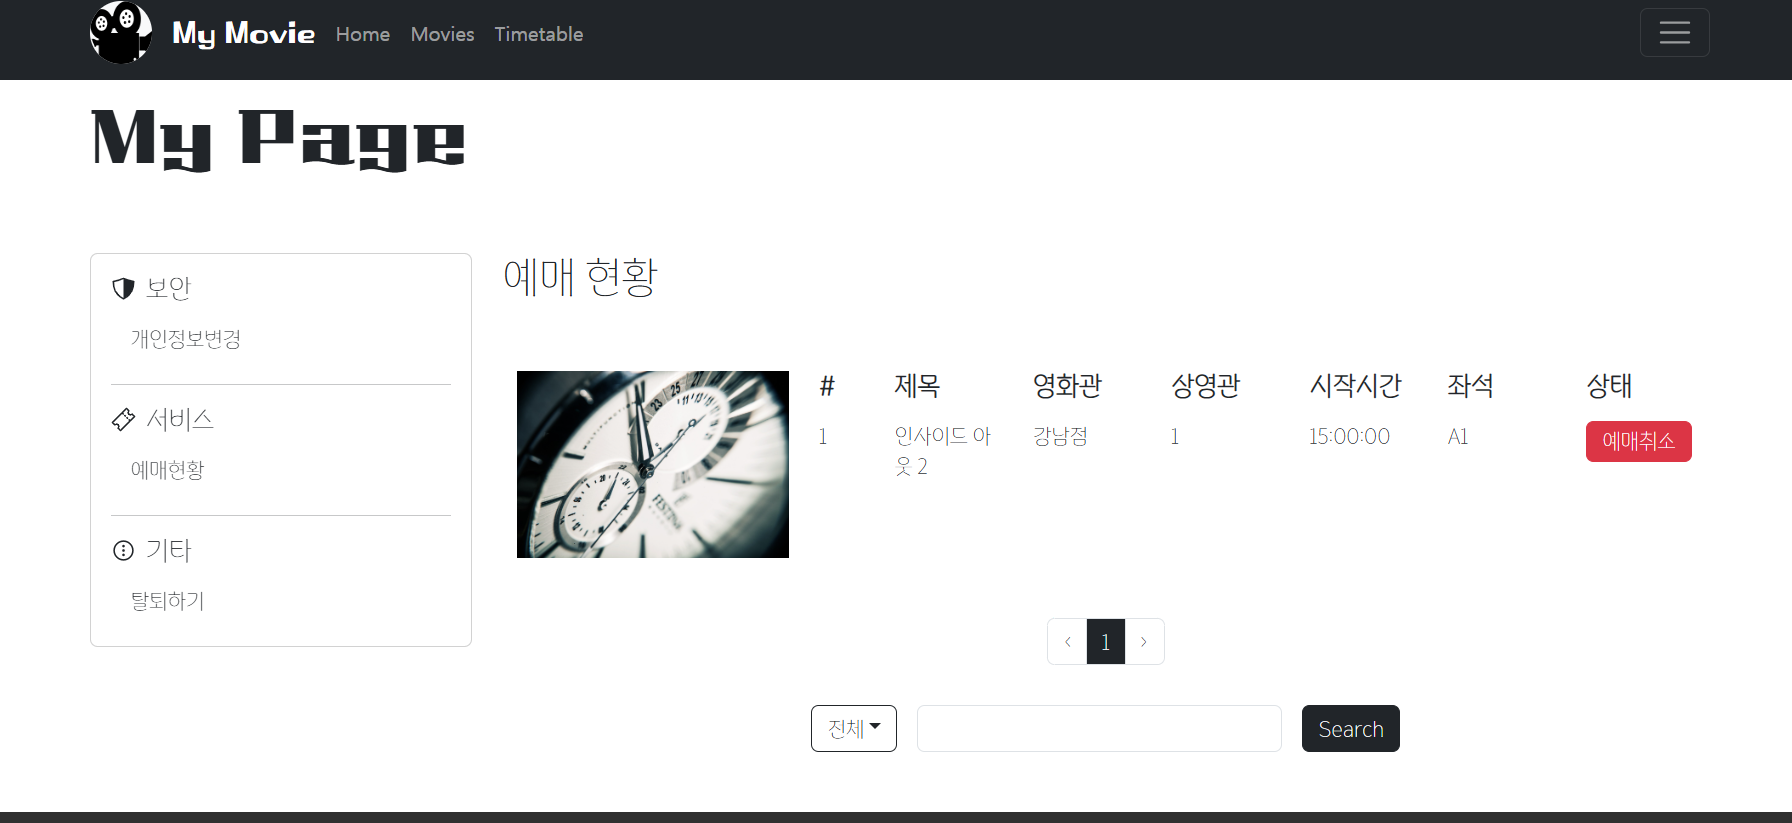 My Movie Home Movies Timetable
My Page
보안
개인정보변경
서비스
예매현황
기타
탈퇴하기
예매 현황
# 제목 영화관 상영관 시작시간 좌석 상태
1 인사이드 아 강남점 1 15:00:00 A1 예매취소
웃 2
FESTINA
‹ 1 ›
전체 Search